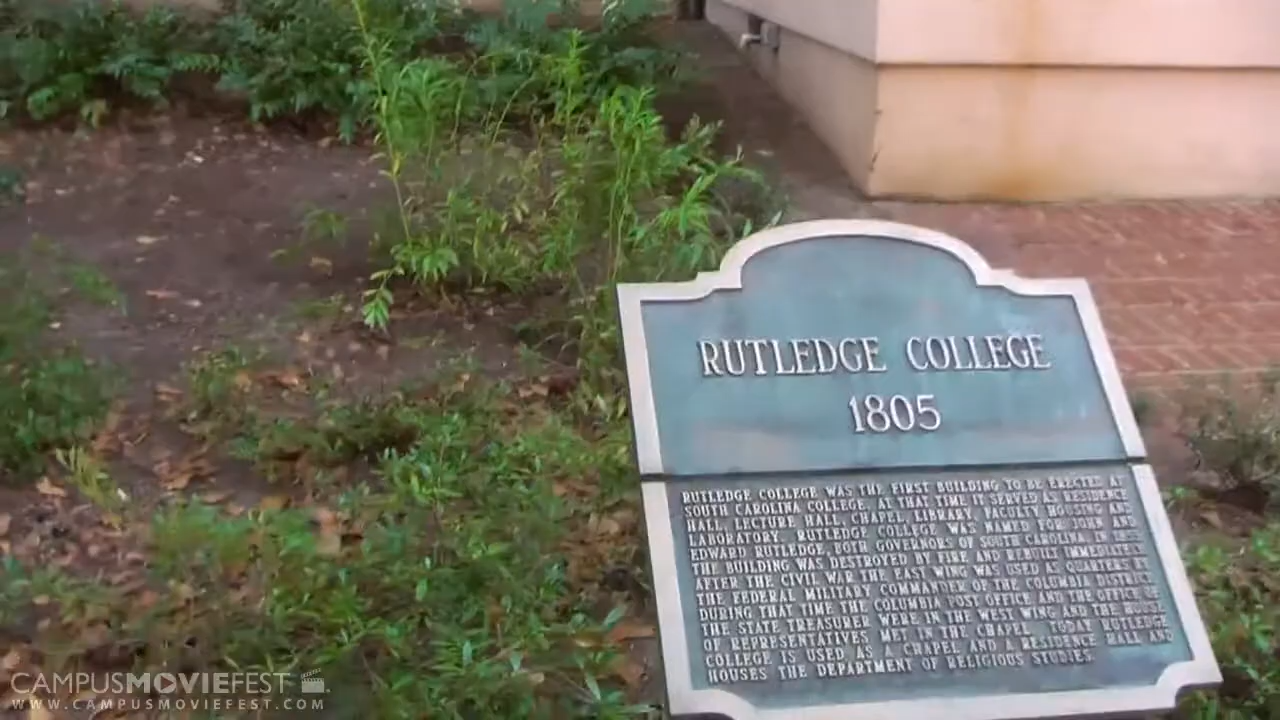 RUTLEDGE COLLEGE
1805
RUTLEDGE COLLEGE WAS THE FIRST BUILDING TO BE ERECTED AT
SOUTH CAROLINA COLLEGE. AT THAT TIME IT SERVED AS RESIDENCE
HALL, LECTURE HALL, CHAPEL, LIBRARY, FACULTY HOUSING AND
LABORATORY. RUTLEDGE COLLEGE WAS NAMED FOR JOHN AND
EDWARD RUTLEDGE, BOTH GOVERNORS OF SOUTH CAROLINA. IN
THE BUILDING WAS DESTROYED BY FIRE AND REBUILT IMMEDIATELY.
AFTER THE CIVIL WAR THE EAST WING WAS USED AS QUARTERS BY
THE FEDERAL MILITARY COMMANDER OF THE COLUMBIA DISTRICT.
DURING THAT TIME THE COLUMBIA POST OFFICE AND THE OFFICE OF
THE STATE TREASURER WERE IN THE WEST WING AND THE HOUSE
OF REPRESENTATIVES MET IN THE CHAPEL. TODAY RUTLEDGE
COLLEGE IS USED AS A CHAPEL AND A RESIDENCE HALL AND
HOUSES THE DEPARTMENT OF RELIGIOUS STUDIES.
CAMPUSMOVIEFEST
WWW.CAMPUSMOVIEFEST.COM